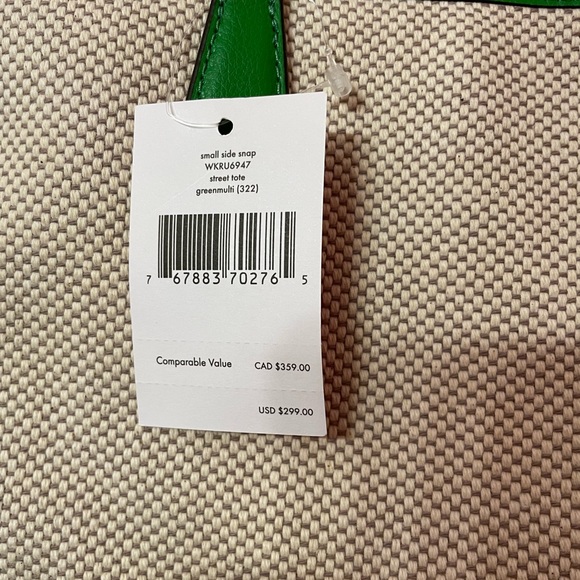 small side snap
WKRU6947
street tote
greenmulti (322)
7 67883 70276 5
Comparable Value CAD $359.00
USD $299.00